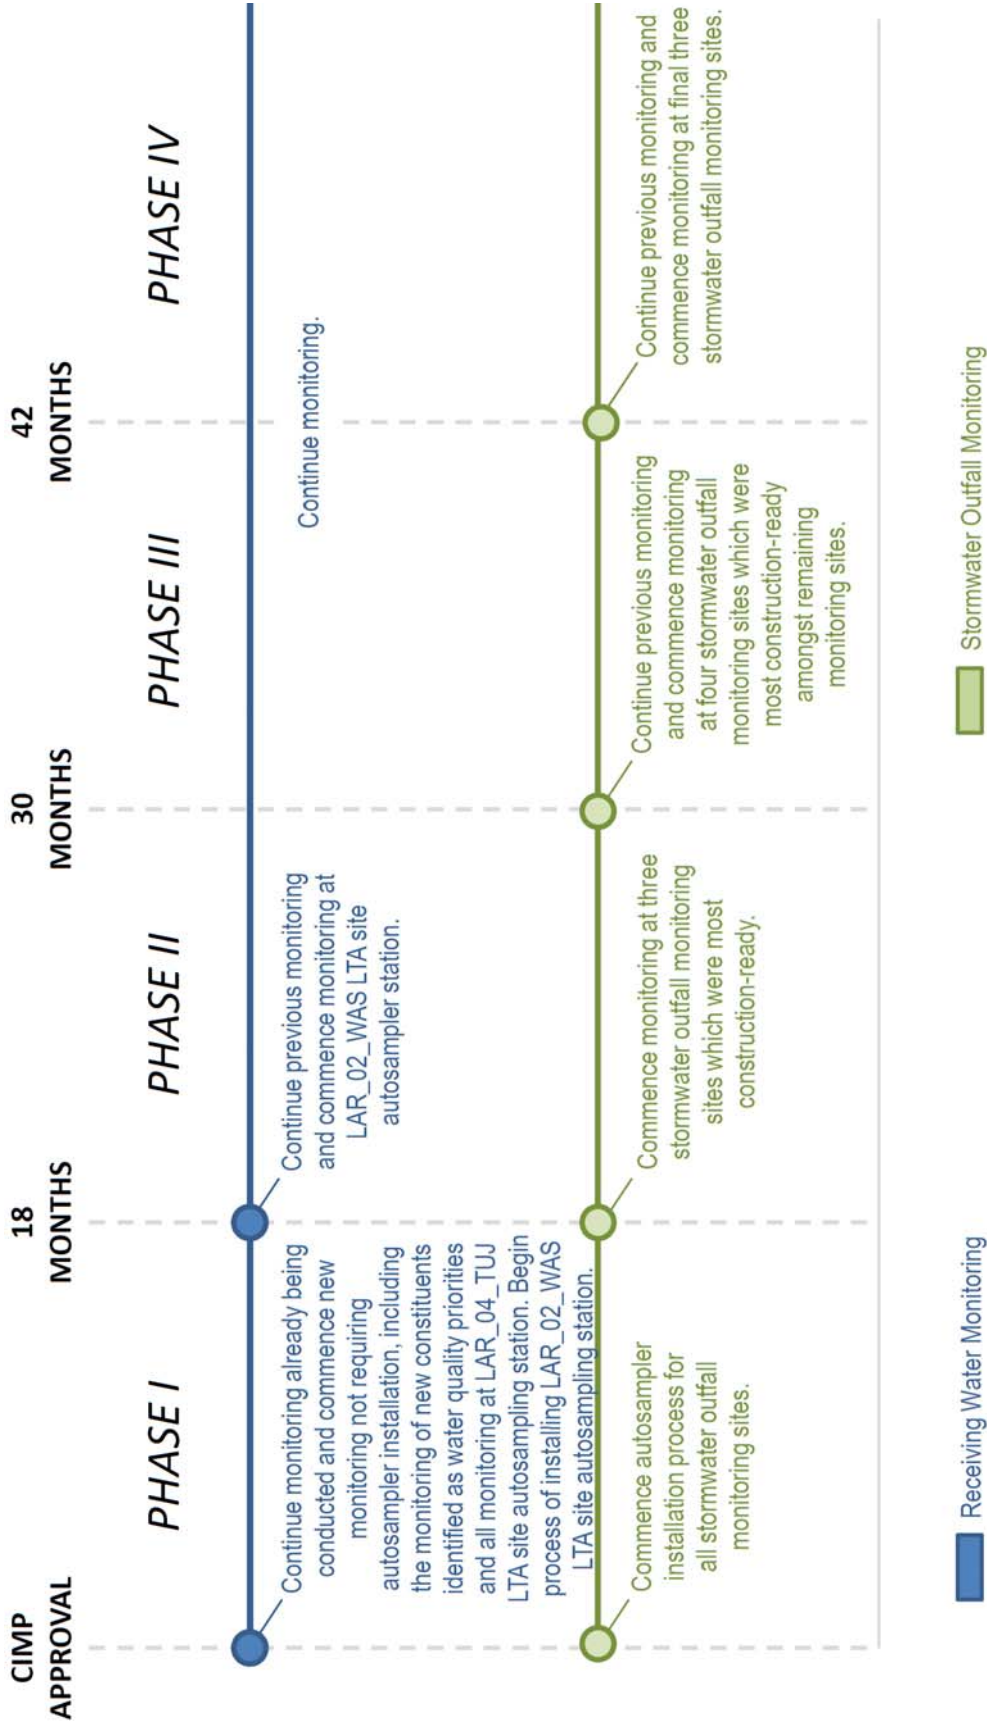 CIMP
APPROVAL
18
MONTHS
30
MONTHS
42
MONTHS
PHASE I
PHASE II
PHASE III
PHASE IV
Continue monitoring already being
conducted and commence new
monitoring not requiring
autosampler installation, including
the monitoring of new constituents
identified as water quality priorities
and all monitoring at LAR_04_TUJ
LTA site autosampling station. Begin
process of installing LAR_02_WAS
LTA site autosampling station.
Continue previous monitoring
and commence monitoring at
LAR_02_WAS LTA site
autosampler station.
Continue monitoring.
Commence autosampler
installation process for
all stormwater outfall
monitoring sites.
Commence monitoring at three
stormwater outfall monitoring
sites which were most
construction-ready.
Continue previous monitoring
and commence monitoring
at four stormwater outfall
monitoring sites which were
most construction-ready
amongst remaining
monitoring sites.
Continue previous monitoring and
commence monitoring at final three
stormwater outfall monitoring sites.
Receiving Water Monitoring
Stormwater Outfall Monitoring